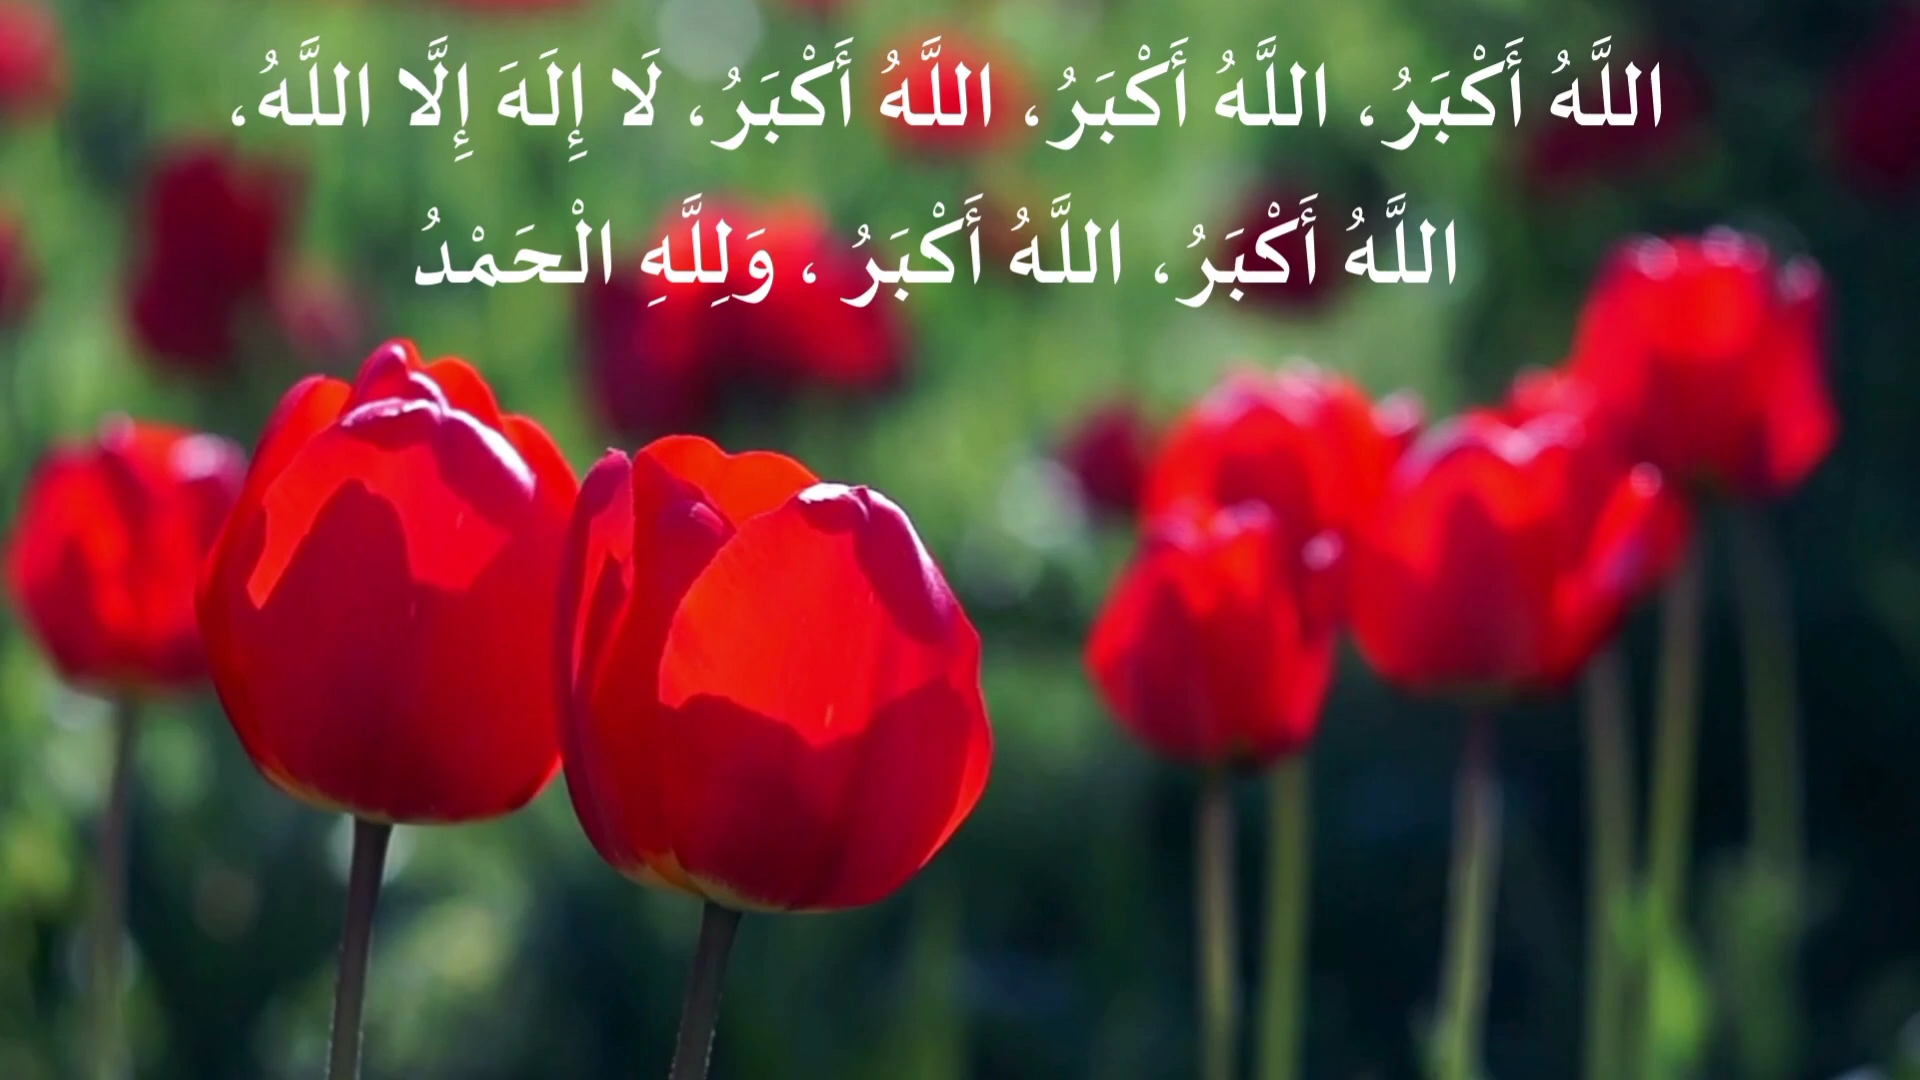 اللَّهُ أَكْبَرُ، اللَّهُ أَكْبَرُ، اللَّهُ أَكْبَرُ، لَا إِلَهَ إِلَّا اللَّهُ،
اللَّهُ أَكْبَرُ، اللَّهُ أَكْبَرُ ، وَلِلَّهِ الْحَمْدُ